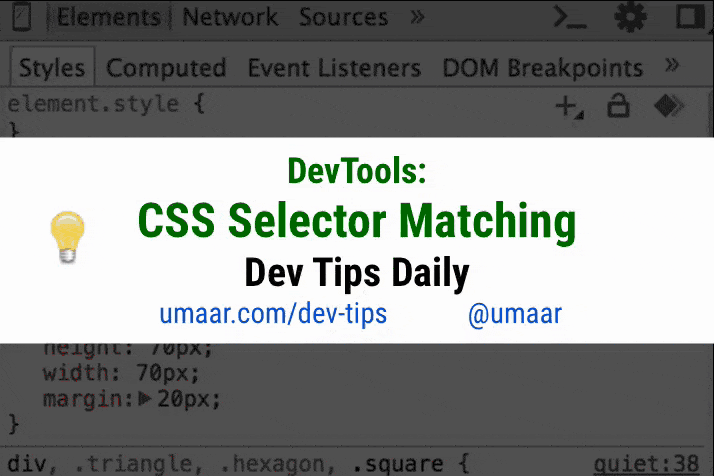 Elements Network Sources »
Styles Computed Event Listeners DOM Breakpoints »
element.style {
}
DevTools:
CSS Selector Matching
Dev Tips Daily
umaar.com/dev-tips @umaar
height: 70px;
width: 70px;
margin: 20px;
}
div, .triangle, .hexagon, .square { quiet:38